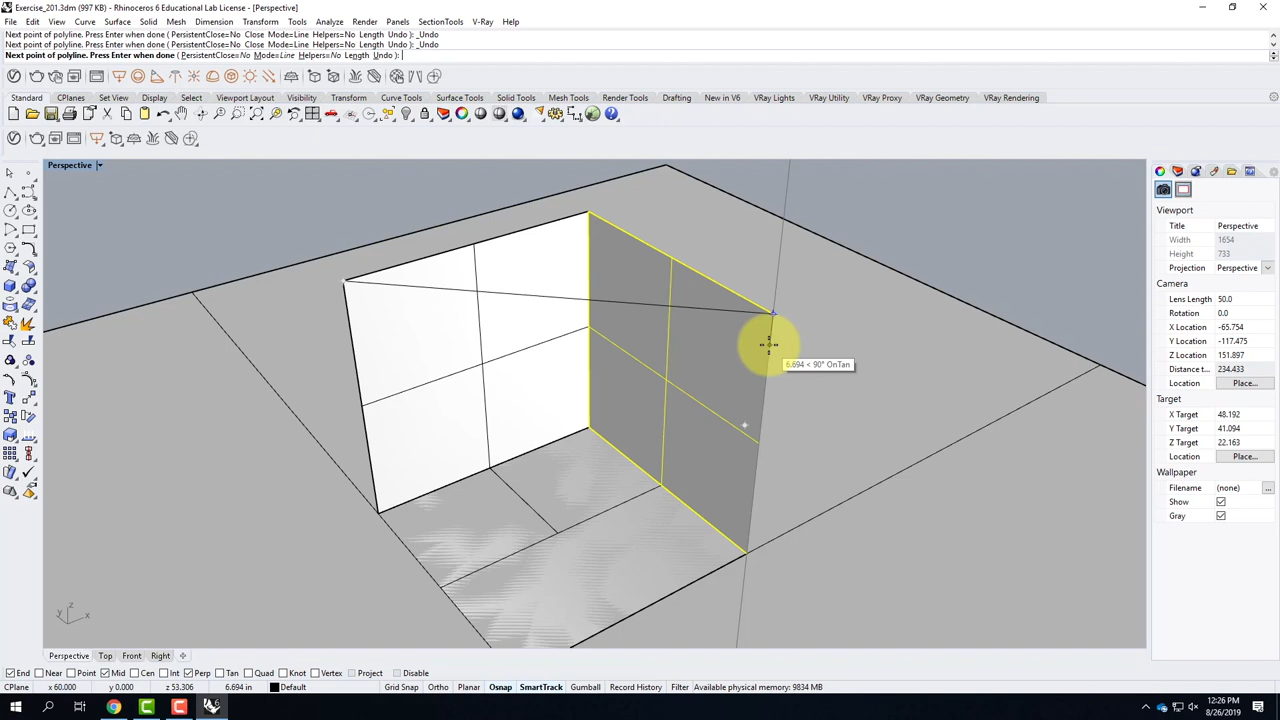 Exercise_201.3dm (997 KB) - Rhinoceros 6 Educational Lab License - [Perspective]
File Edit View Curve Surface Solid Mesh Dimension Transform Tools Analyze Render Panels SectionTools V-Ray Help
Next point of polyline. Press Enter when done ( PersistentClose=No Close Mode=Line Helpers=No Length Undo ): _Undo
Next point of polyline. Press Enter when done ( PersistentClose=No Close Mode=Line Helpers=No Length Undo ): _Undo
Next point of polyline. Press Enter when done ( PersistentClose=No Mode=Line Helpers=No Length Undo ):
Standard CPlanes Set View Display Select Viewport Layout Visibility Transform Curve Tools Surface Tools Solid Tools Mesh Tools Render Tools Drafting New in V6 VRay Lights VRay Utility VRay Proxy VRay Geometry VRay Rendering
Perspective
Viewport
Title Perspective
Width 1654
Height 733
Projection Perspective
Camera
Lens Length 50.0
Rotation 0.0
X Location -65.754
Y Location -117.475
Z Location 151.897
Distance t... 234.433
Location Place...
Target
X Target 48.192
Y Target 41.094
Z Target 22.163
Location Place...
Wallpaper
Filename (none) ...
Show
Gray
6.694 < 90° OnTan
z
y
x
Perspective Top Front Right
End Near Point Mid Cen Int Perp Tan Quad Knot Vertex Project Disable
CPlane x 60.000 y 0.000 z 53.306 6.694 in Default Grid Snap Ortho Planar Osnap SmartTrack Gumball Record History Filter Available physical memory: 9834 MB
12:26 PM
8/26/2019